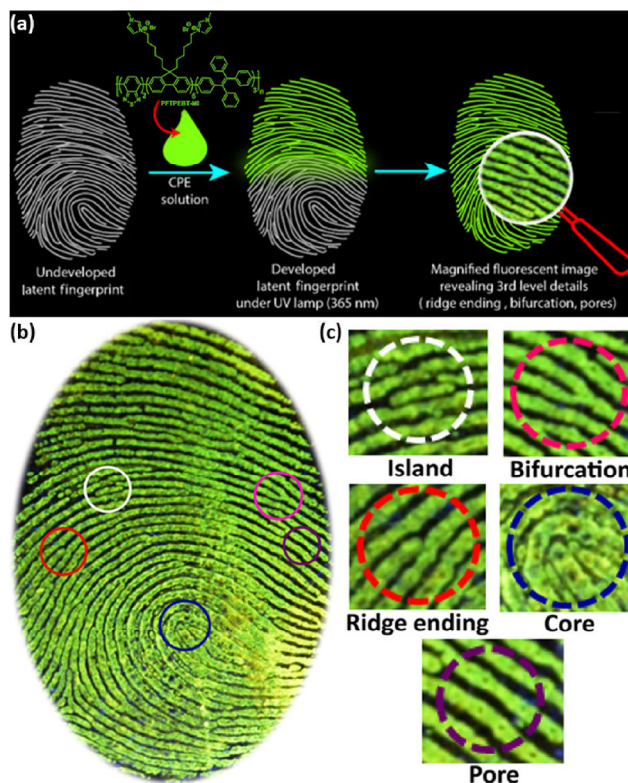 (a)
PFTPEBT-MI
CPE
solution
Undeveloped
latent fingerprint
Developed
latent fingerprint
under UV lamp (365 nm)
Magnified fluorescent image
revealing 3rd level details
( ridge ending , bifurcation, pores)
(b)
(c)
Island
Bifurcation
Ridge ending
Core
Pore